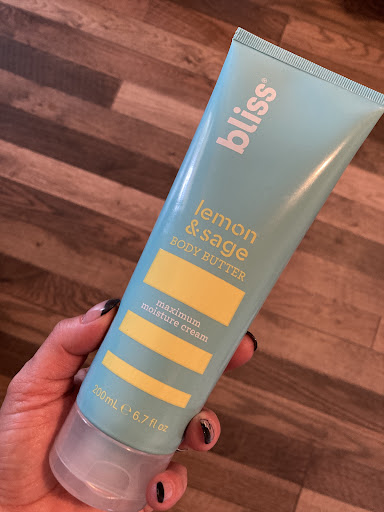 bliss®
lemon
&sage
BODY BUTTER
maximum
moisture cream
200mL ℮ 6.7 fl oz